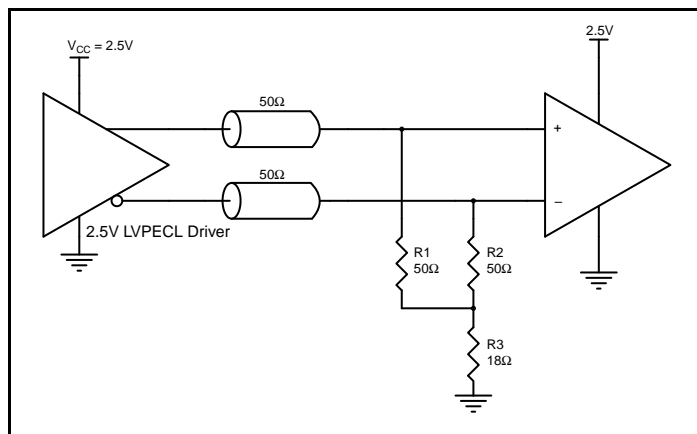 V_CC = 2.5V
2.5V
50Ω
50Ω
+
–
2.5V LVPECL Driver
R1
50Ω
R2
50Ω
R3
18Ω